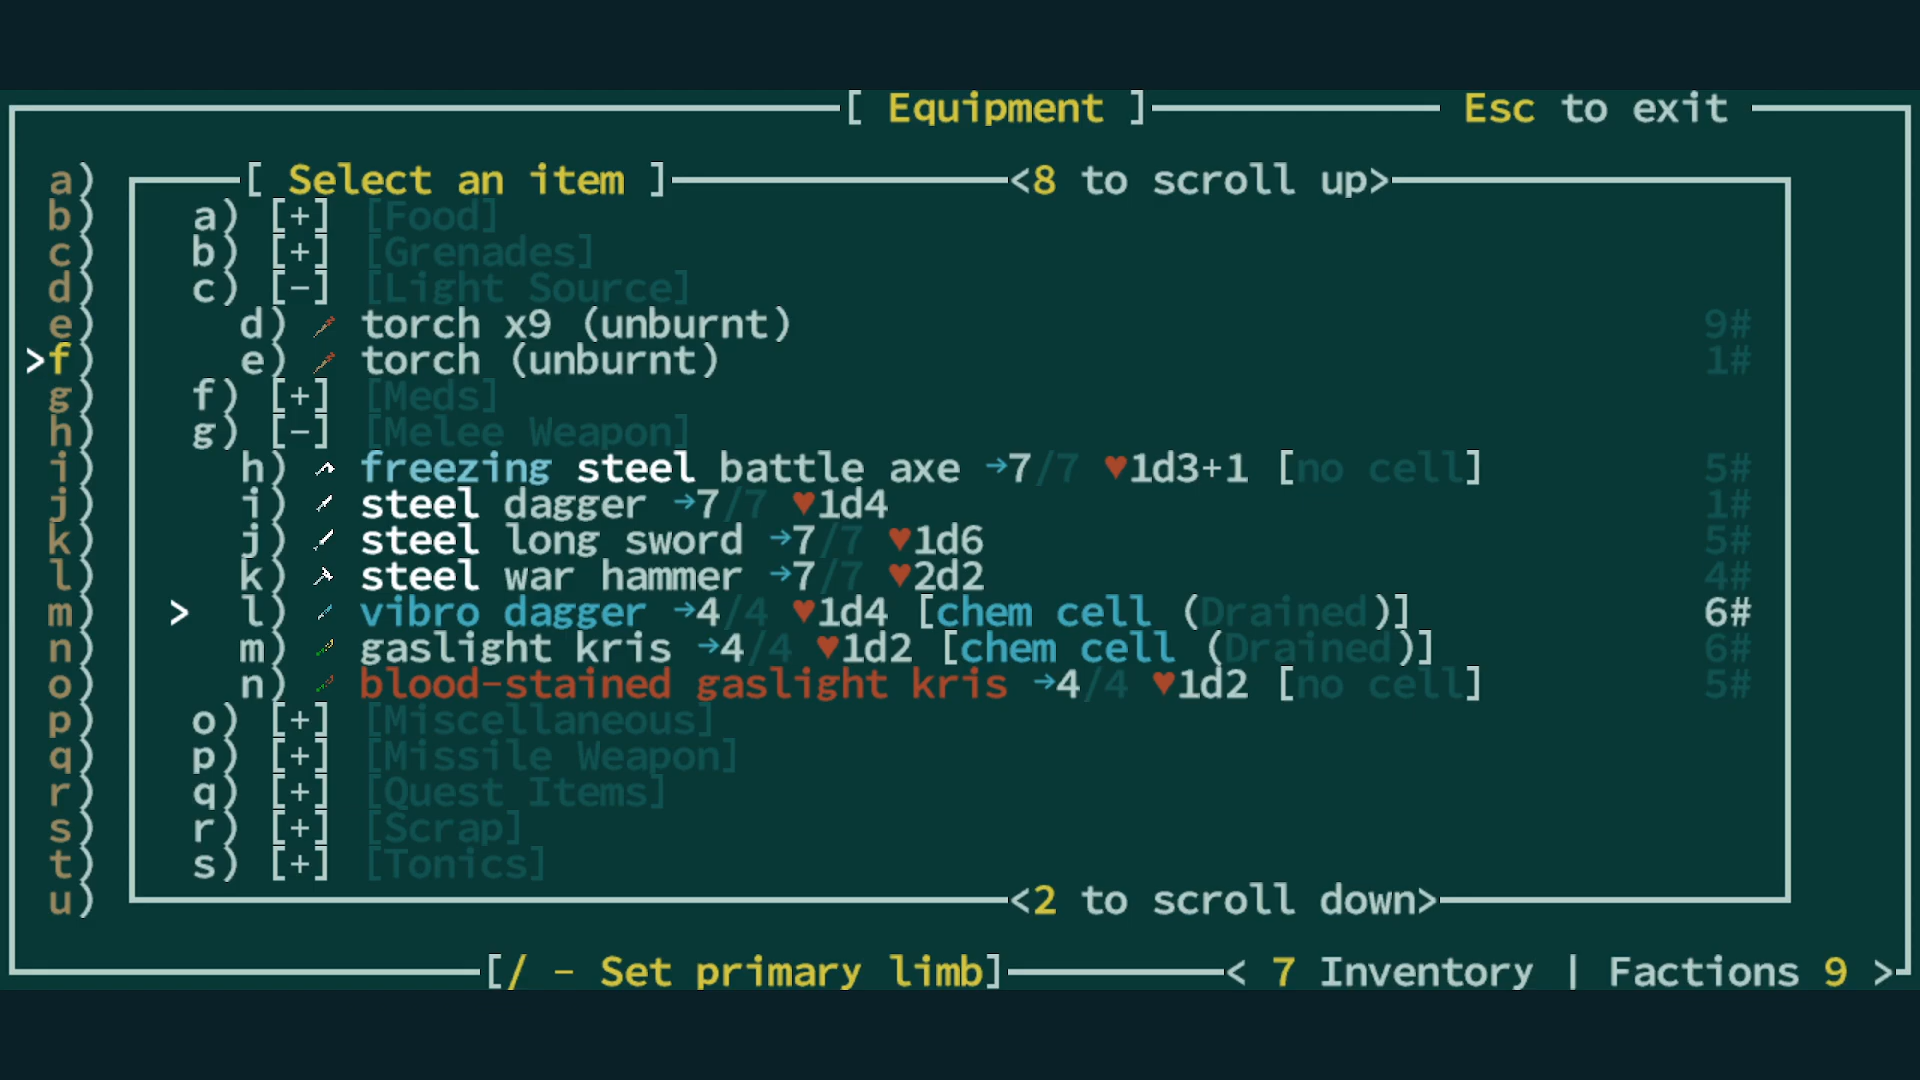 [ Equipment ] Esc to exit
a) [ Select an item ] <8 to scroll up>
b) a) [+] [Food]
c) b) [+] [Grenades]
d) c) [-] [Light Source]
e) d) torch x9 (unburnt) 9#
>f) e) torch (unburnt) 1#
g) f) [+] [Meds]
h) g) [-] [Melee Weapon]
i) h) freezing steel battle axe →7/7 ♥1d3+1 [no cell] 5#
j) i) steel dagger →7/7 ♥1d4 1#
k) j) steel long sword →7/7 ♥1d6 5#
l) k) steel war hammer →7/7 ♥2d2 4#
m) > l) vibro dagger →4/4 ♥1d4 [chem cell (Drained)] 6#
n) m) gaslight kris →4/4 ♥1d2 [chem cell (Drained)] 6#
o) n) blood-stained gaslight kris →4/4 ♥1d2 [no cell] 5#
p) o) [+] [Miscellaneous]
q) p) [+] [Missile Weapon]
r) q) [+] [Quest Items]
s) r) [+] [Scrap]
t) s) [+] [Tonics]
u) <2 to scroll down>
[/ - Set primary limb] < 7 Inventory | Factions 9 >